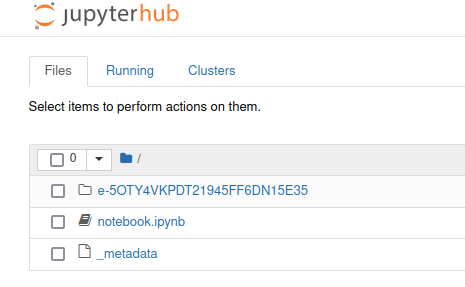 jupyterhub
Files Running Clusters
Select items to perform actions on them.
0 /
e-5OTY4VKPDT21945FF6DN15E35
notebook.ipynb
_metadata